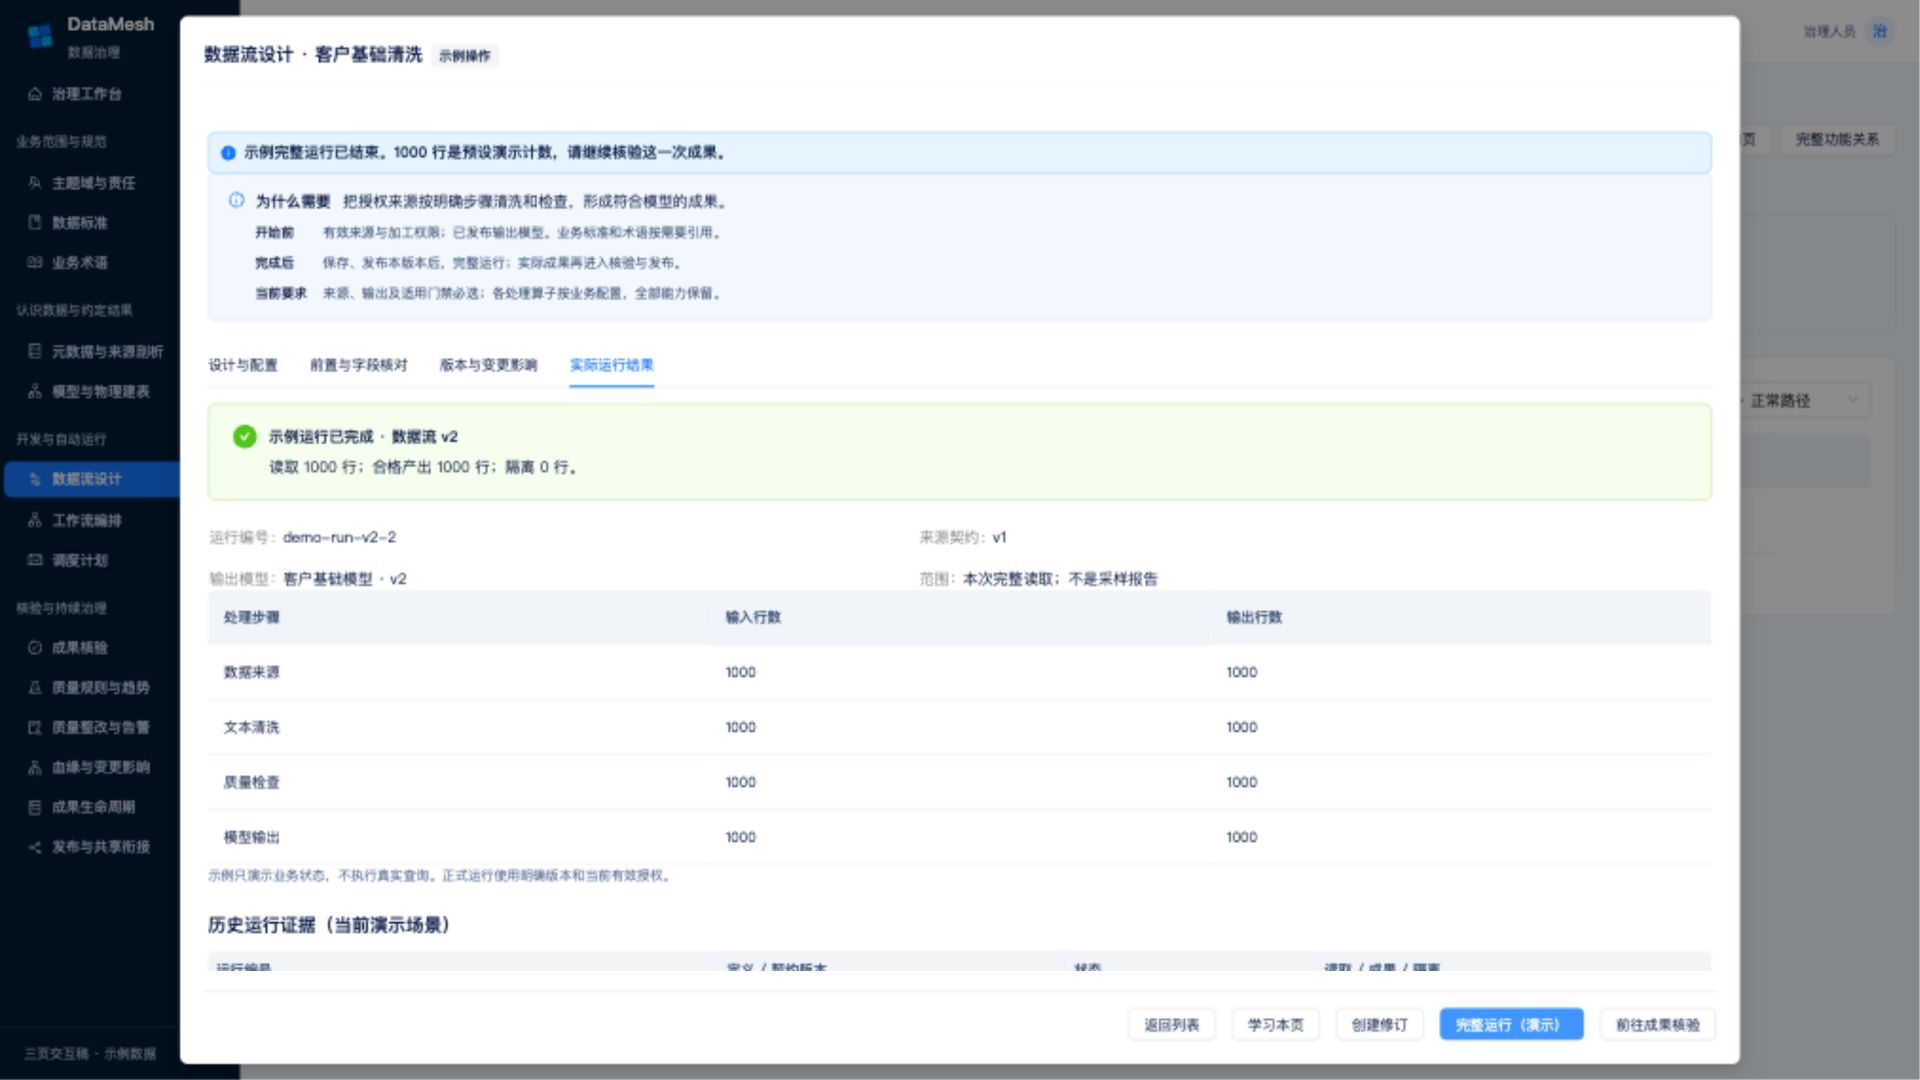 DataMesh
数据治理
治理工作台
业务范围与规范
主题域与责任
数据标准
业务术语
认识数据与约定结果
元数据与来源剖析
模型与物理建表
开发与自动运行
数据流设计
工作流编排
调度计划
核验与持续治理
成果核验
质量规则与趋势
质量整改与告警
血缘与变更影响
成果生命周期
发布与共享衔接
三页交互稿 · 示例数据
治理人员 治
页
完整功能关系
· 正常路径
数据流设计 · 客户基础清洗 示例操作
示例完整运行已结束。1000 行是预设演示计数，请继续核验这一次成果。
为什么需要 把授权来源按明确步骤清洗和检查，形成符合模型的成果。
开始前 有效来源与加工权限；已发布输出模型。业务标准和术语按需要引用。
完成后 保存、发布本版本后，完整运行；实际成果再进入核验与发布。
当前要求 来源、输出及适用门禁必选；各处理算子按业务配置，全部能力保留。
设计与配置 前置与字段核对 版本与变更影响 实际运行结果
示例运行已完成 · 数据流 v2
读取 1000 行；合格产出 1000 行；隔离 0 行。
运行编号：demo-run-v2-2 来源契约：v1
输出模型：客户基础模型 · v2 范围：本次完整读取；不是采样报告
处理步骤 输入行数 输出行数
数据来源 1000 1000
文本清洗 1000 1000
质量检查 1000 1000
模型输出 1000 1000
示例只演示业务状态，不执行真实查询。正式运行使用明确版本和当前有效授权。
历史运行证据（当前演示场景）
运行编号 定义 / 契约版本 状态 读取 / 成果 / 隔离
返回列表 学习本页 创建修订 完整运行（演示） 前往成果核验